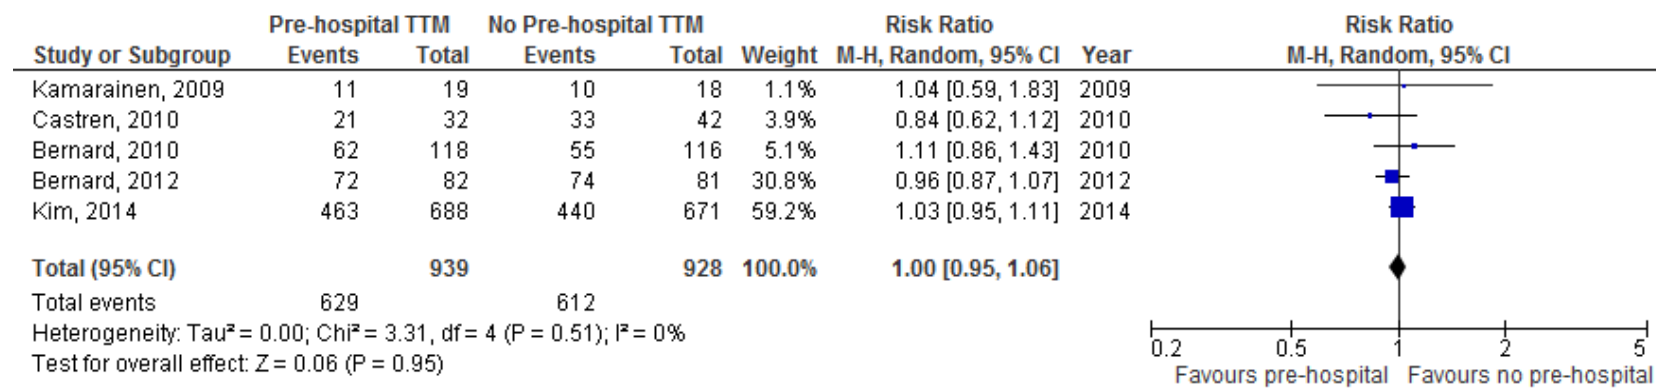 Pre-hospital TTM No Pre-hospital TTM Risk Ratio Risk Ratio
Study or Subgroup Events Total Events Total Weight M-H, Random, 95% CI Year M-H, Random, 95% CI
Kamarainen, 2009 11 19 10 18 1.1% 1.04 [0.59, 1.83] 2009
Castren, 2010 21 32 33 42 3.9% 0.84 [0.62, 1.12] 2010
Bernard, 2010 62 118 55 116 5.1% 1.11 [0.86, 1.43] 2010
Bernard, 2012 72 82 74 81 30.8% 0.96 [0.87, 1.07] 2012
Kim, 2014 463 688 440 671 59.2% 1.03 [0.95, 1.11] 2014
Total (95% CI) 939 928 100.0% 1.00 [0.95, 1.06]
Total events 629 612
Heterogeneity: Tau² = 0.00; Chi² = 3.31, df = 4 (P = 0.51); I² = 0%
Test for overall effect: Z = 0.06 (P = 0.95)
0.2 0.5 1 2 5
Favours pre-hospital Favours no pre-hospital